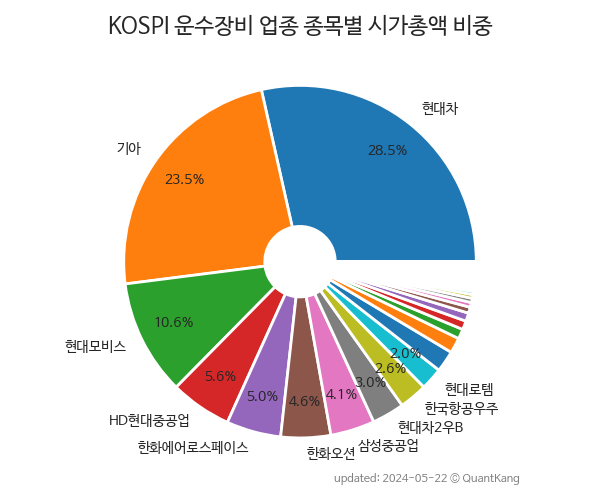 KOSPI 운수장비 업종 종목별 시가총액 비중
현대차
28.5%
기아
23.5%
현대모비스
10.6%
HD현대중공업
5.6%
한화에어로스페이스
5.0%
한화오션
4.6%
삼성중공업
4.1%
현대차2우B
3.0%
한국항공우주
2.6%
현대로템
2.0%
updated: 2024-05-22 ⓒ QuantKang